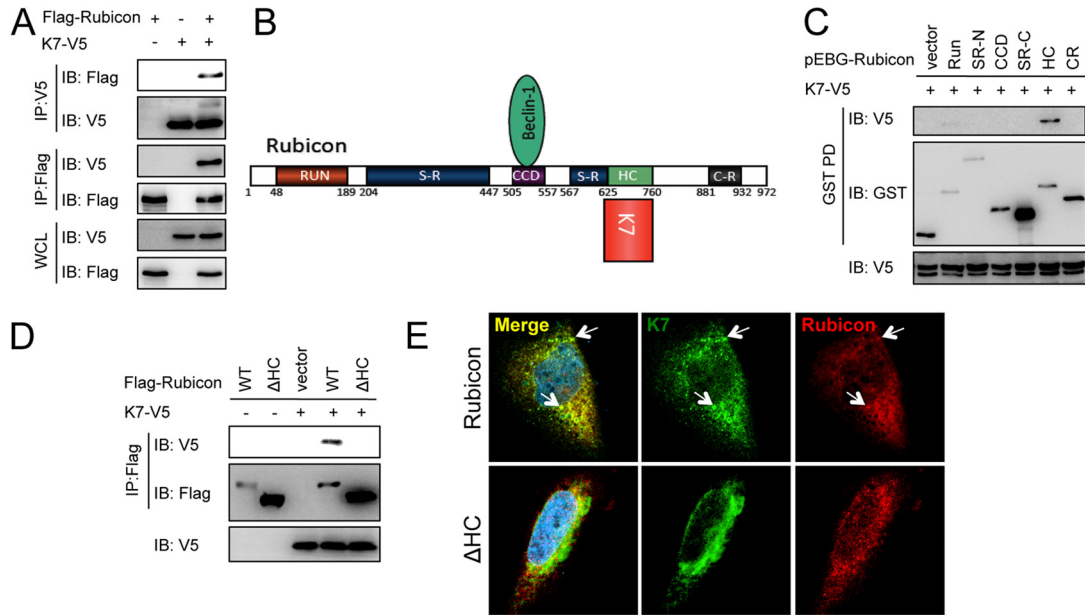 A
Flag-Rubicon + - +
K7-V5 - + +
IP:V5
IB: Flag
IB: V5
IP:Flag
IB: V5
IB: Flag
WCL
IB: V5
IB: Flag
B
Beclin-1
Rubicon
RUN S-R CCD S-R HC C-R
1 48 189 204 447 505 557 567 625 760 881 932 972
K7
C
pEBG-Rubicon vector Run SR-N CCD SR-C HC CR
K7-V5 + + + + + + +
GST PD
IB: V5
IB: GST
IB: V5
D
Flag-Rubicon WT ΔHC vector WT ΔHC
K7-V5 - - + + +
IP:Flag
IB: V5
IB: Flag
IB: V5
E
Merge K7 Rubicon
Rubicon
ΔHC